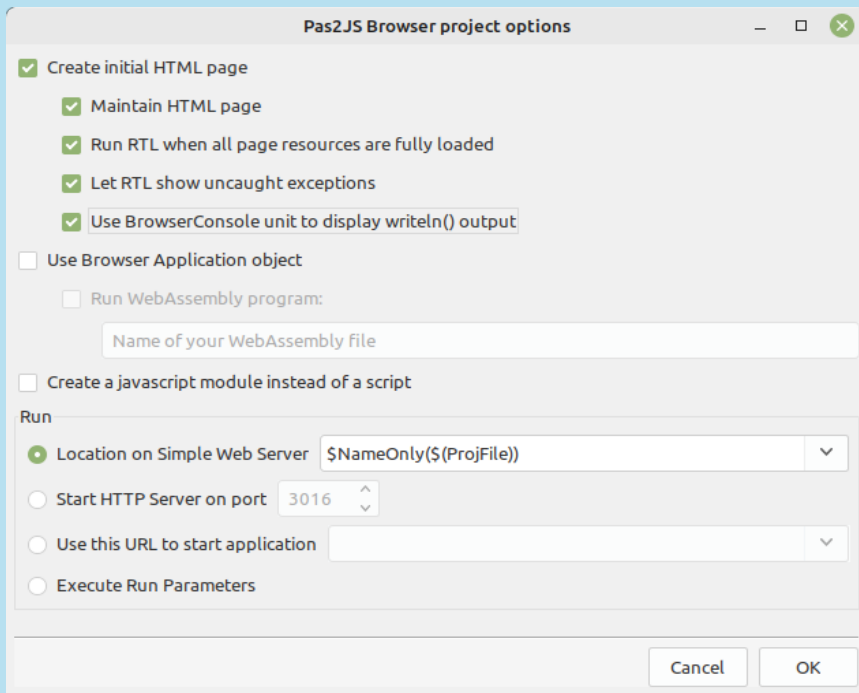 Pas2JS Browser project options
Create initial HTML page
Maintain HTML page
Run RTL when all page resources are fully loaded
Let RTL show uncaught exceptions
Use BrowserConsole unit to display writeln() output
Use Browser Application object
Run WebAssembly program:
Name of your WebAssembly file
Create a javascript module instead of a script
Run
Location on Simple Web Server $NameOnly($(ProjFile))
Start HTTP Server on port 3016
Use this URL to start application
Execute Run Parameters
Cancel OK